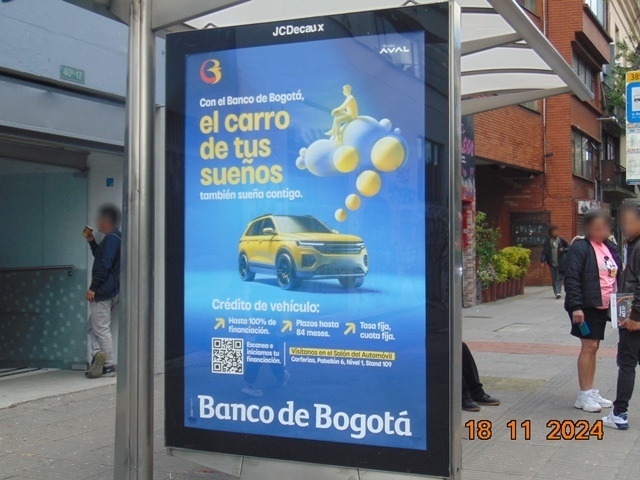 JCDecaux
AVAL
Con el Banco de Bogotá,
el carro
de tus
sueños
también sueña contigo.
Crédito de vehículo:
Hasta 100% de
financiación.
Plazos hasta
84 meses.
Tasa fija,
cuota fija.
Escanea e
iniciamos tu
financiación.
Visítanos en el Salón del Automóvil
Corferias, Pabellón 6, Nivel 1, Stand 109
Banco de Bogotá
18 11 2024